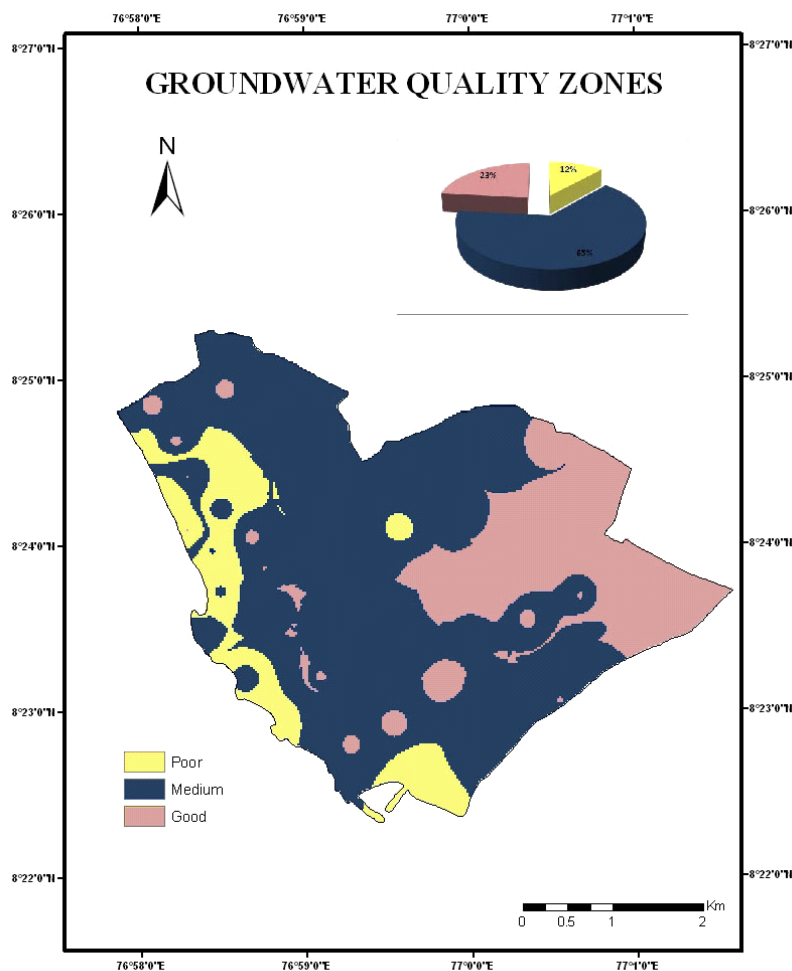 76°58'0"E 76°59'0"E 77°0'0"E 77°1'0"E
8°27'0"N 8°27'0"N
GROUNDWATER QUALITY ZONES
N
12%
23%
65%
8°26'0"N 8°26'0"N
8°25'0"N 8°25'0"N
8°24'0"N 8°24'0"N
8°23'0"N 8°23'0"N
Poor
Medium
Good
8°22'0"N 8°22'0"N
Km
0 0.5 1 2
76°58'0"E 76°59'0"E 77°0'0"E 77°1'0"E